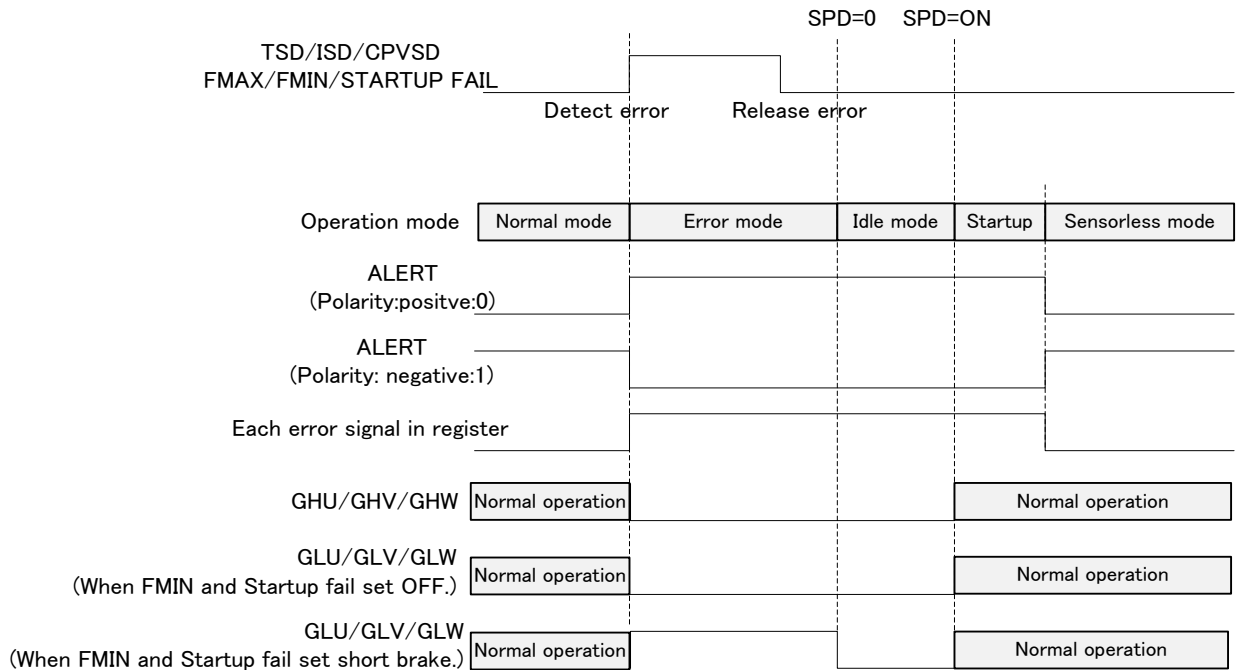 SPD=0 SPD=ON
TSD/ISD/CPVSD
FMAX/FMIN/STARTUP FAIL
Detect error Release error
Operation mode Normal mode Error mode Idle mode Startup Sensorless mode
ALERT
(Polarity:positve:0)
ALERT
(Polarity: negative:1)
Each error signal in register
GHU/GHV/GHW Normal operation Normal operation
GLU/GLV/GLW
(When FMIN and Startup fail set OFF.) Normal operation Normal operation
GLU/GLV/GLW
(When FMIN and Startup fail set short brake.) Normal operation Normal operation